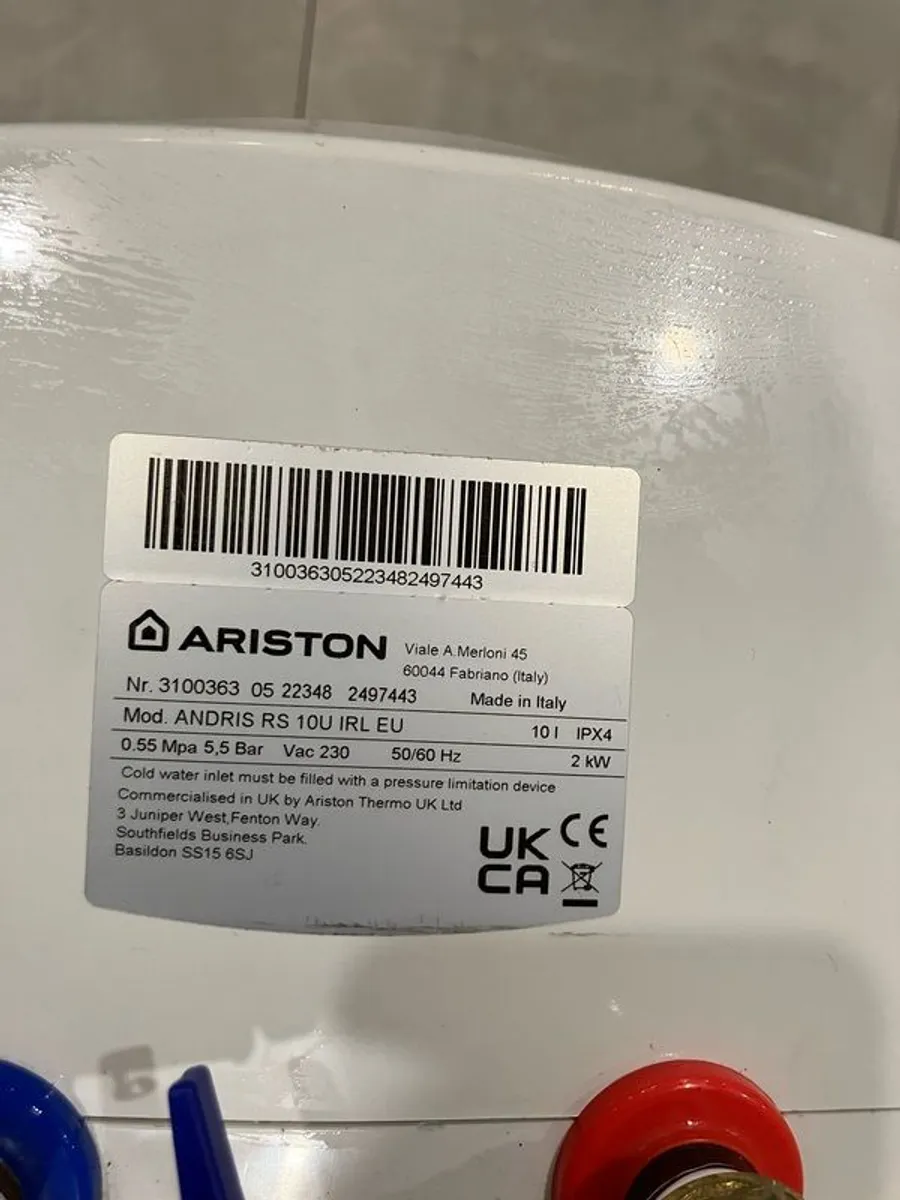 3100363052234824974​43
ARISTON
Viale A.Merloni 45
60044 Fabriano (Italy)
Nr. 3100363 05 22348 2497443 Made in Italy
Mod. ANDRIS RS 10U IRL EU 10 l IPX4
0.55 Mpa 5,5 Bar Vac 230 50/60 Hz 2 kW
Cold water inlet must be filled with a pressure limitation device
Commercialised in UK by Ariston Thermo UK Ltd
3 Juniper West,Fenton Way.
Southfields Business Park.
Basildon SS15 6SJ
UK CE
CA